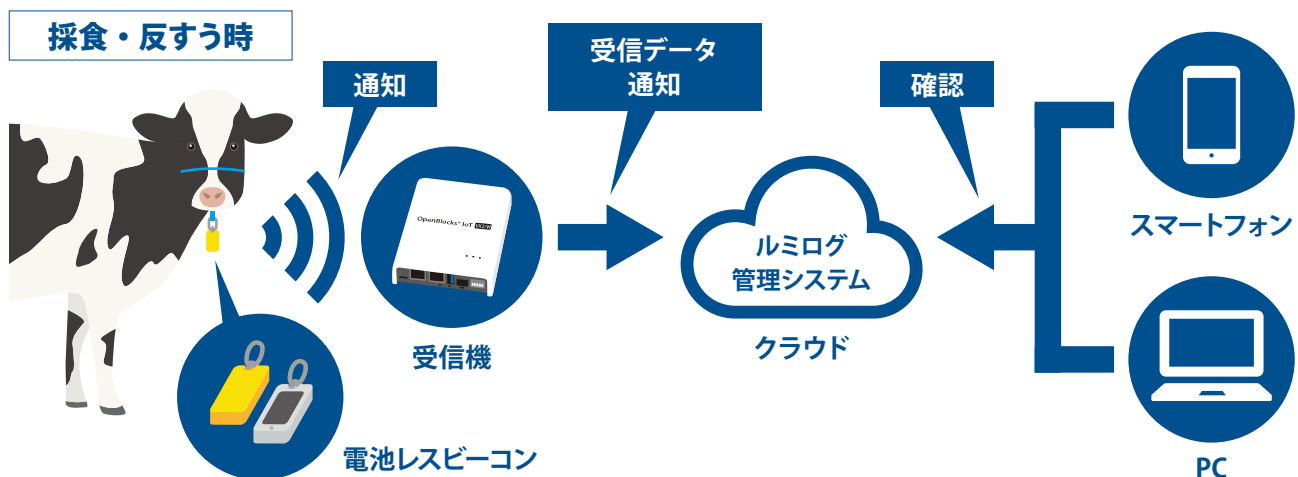 採食・反すう時
通知
受信データ
通知
確認
OpenBlocks® IoT
受信機
電池レスビーコン
ルミログ
管理システム
クラウド
スマートフォン
PC